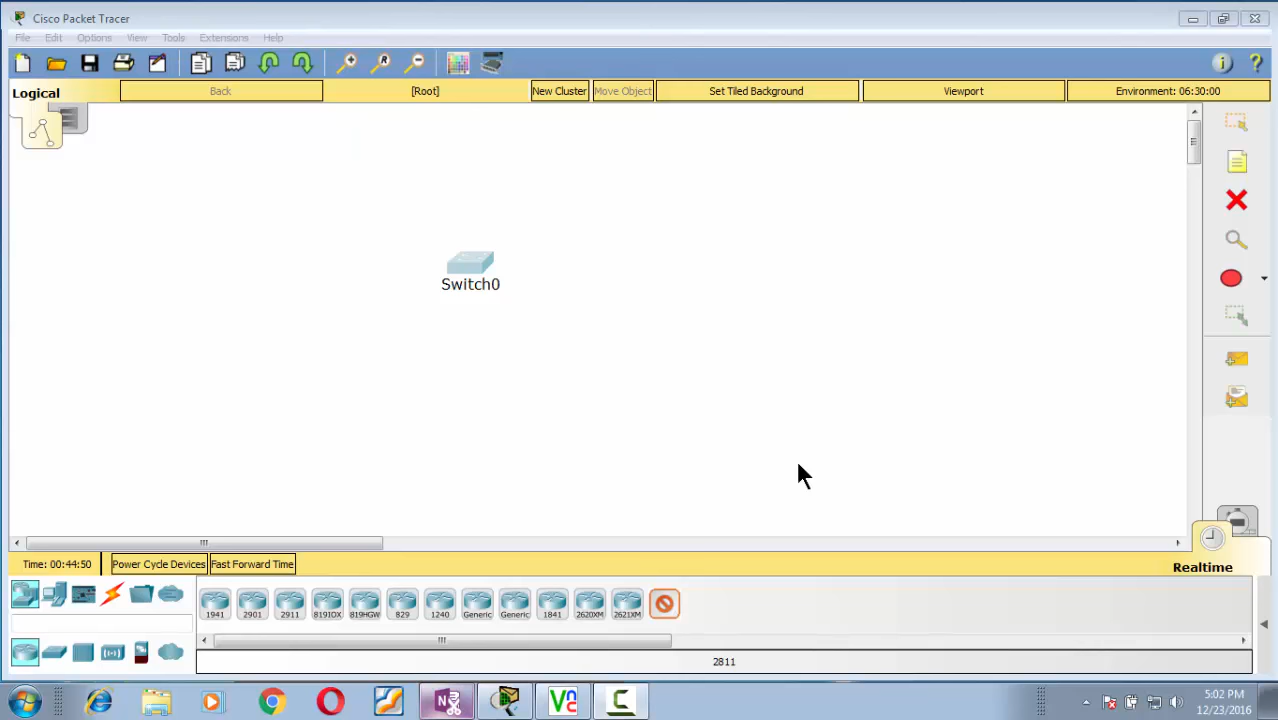 Cisco Packet Tracer
File Edit Options View Tools Extensions Help
Logical
Back
[Root]
New Cluster
Move Object
Set Tiled Background
Viewport
Environment: 06:30:00
Switch0
Time: 00:44:50
Power Cycle Devices
Fast Forward Time
Realtime
1941 2901 2911 819IOX 819HGW 829 1240 Generic Generic 1841 2620XM 2621XM
2811
5:02 PM
12/23/2016